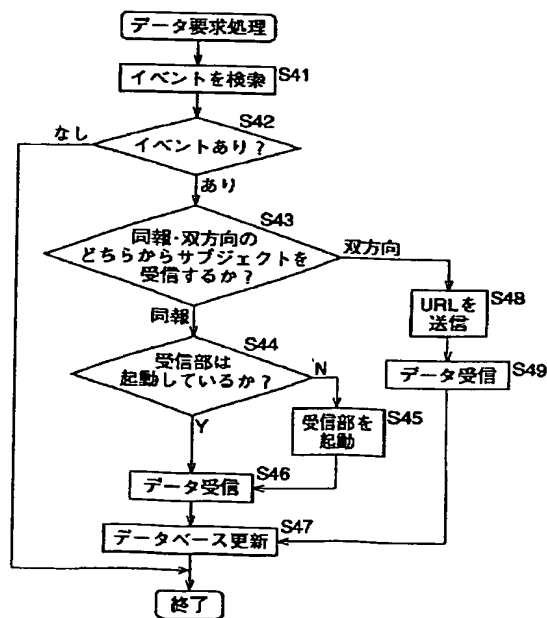 データ要求処理
イベントを検索
S41
S42
なし
イベントあり？
あり
S43
同報・双方向の
どちらからサブジェクトを
受信するか？
双方向
URLを
送信
S48
同報
S44
受信部は
起動しているか？
N
データ受信
S49
Y
受信部を
起動
S45
S46
データ受信
S47
データベース更新
終了